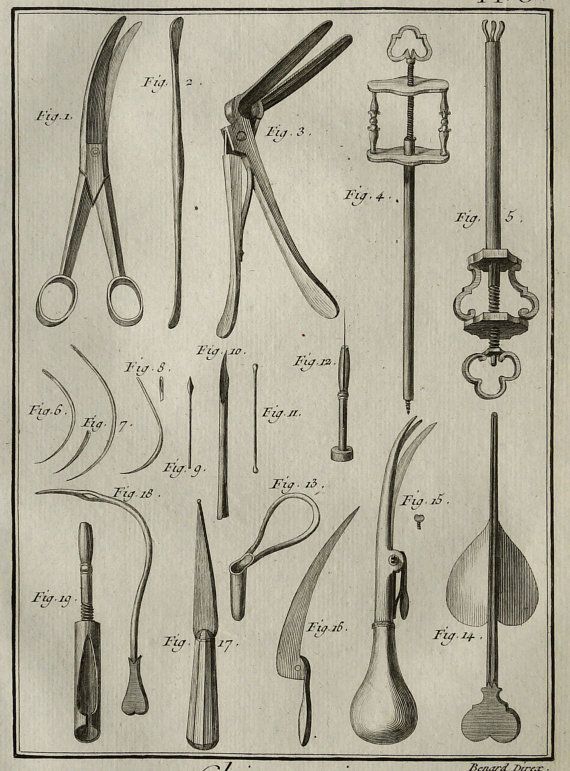 Fig. 1.
Fig. 2.
Fig. 3.
Fig. 4.
Fig. 5.
Fig. 6.
Fig. 7.
Fig. 8.
Fig. 9.
Fig. 10.
Fig. 11.
Fig. 12.
Fig. 13.
Fig. 18.
Fig. 15.
Fig. 19.
Fig. 17.
Fig. 16.
Fig. 14.
Benard Direx.